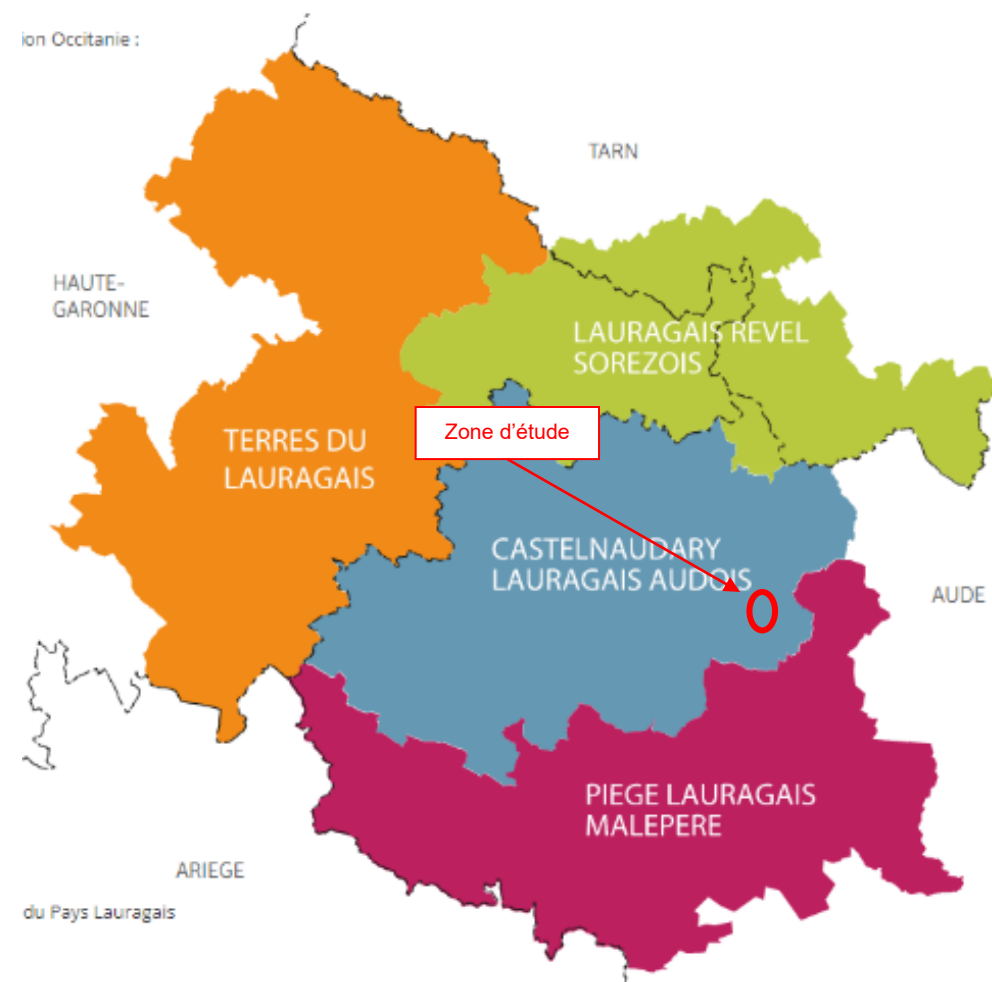 ion Occitanie :
TARN
HAUTE-
GARONNE
LAURAGAIS REVEL
SOREZOIS
Zone d'étude
TERRES DU
LAURAGAIS
CASTELNAUDARY
LAURAGAIS AUDOIS
AUDE
PIEGE LAURAGAIS
MALEPERE
ARIEGE
du Pays Lauragais